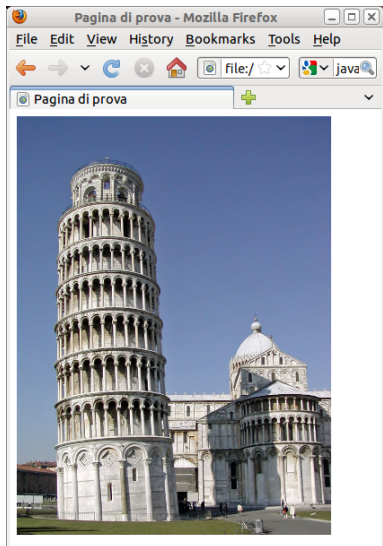 Pagina di prova - Mozilla Firefox
File Edit View History Bookmarks Tools Help
file:/ java
Pagina di prova